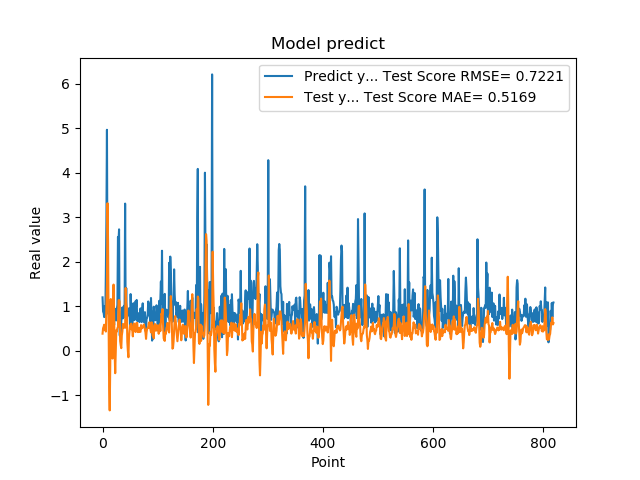 Model predict
Predict y... Test Score RMSE= 0.7221
Test y... Test Score MAE= 0.5169
Real value
6
5
4
3
2
1
0
−1
0 200 400 600 800
Point